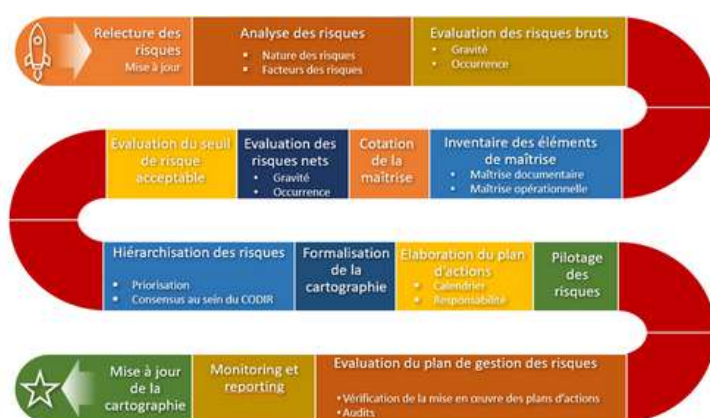 Relecture des
risques
Mise à jour
Analyse des risques
▪ Nature des risques
▪ Facteurs des risques
Evaluation des risques bruts
• Gravité
• Occurrence
Evaluation du seuil
de risque
acceptable
Evaluation des
risques nets
• Gravité
• Occurrence
Cotation
de la
maîtrise
Inventaire des éléments
de maîtrise
• Maîtrise documentaire
• Maîtrise opérationnelle
Hiérarchisation des risques
▪ Priorisation
▪ Consensus au sein du CODIR
Formalisation
de la
cartographie
Elaboration du plan
d'actions
▪ Calendrier
▪ Responsabilité
Pilotage
des
risques
Mise à jour
de la
cartographie
Monitoring et
reporting
Evaluation du plan de gestion des risques
•Vérification de la mise en œuvre des plans d'actions
•Audits